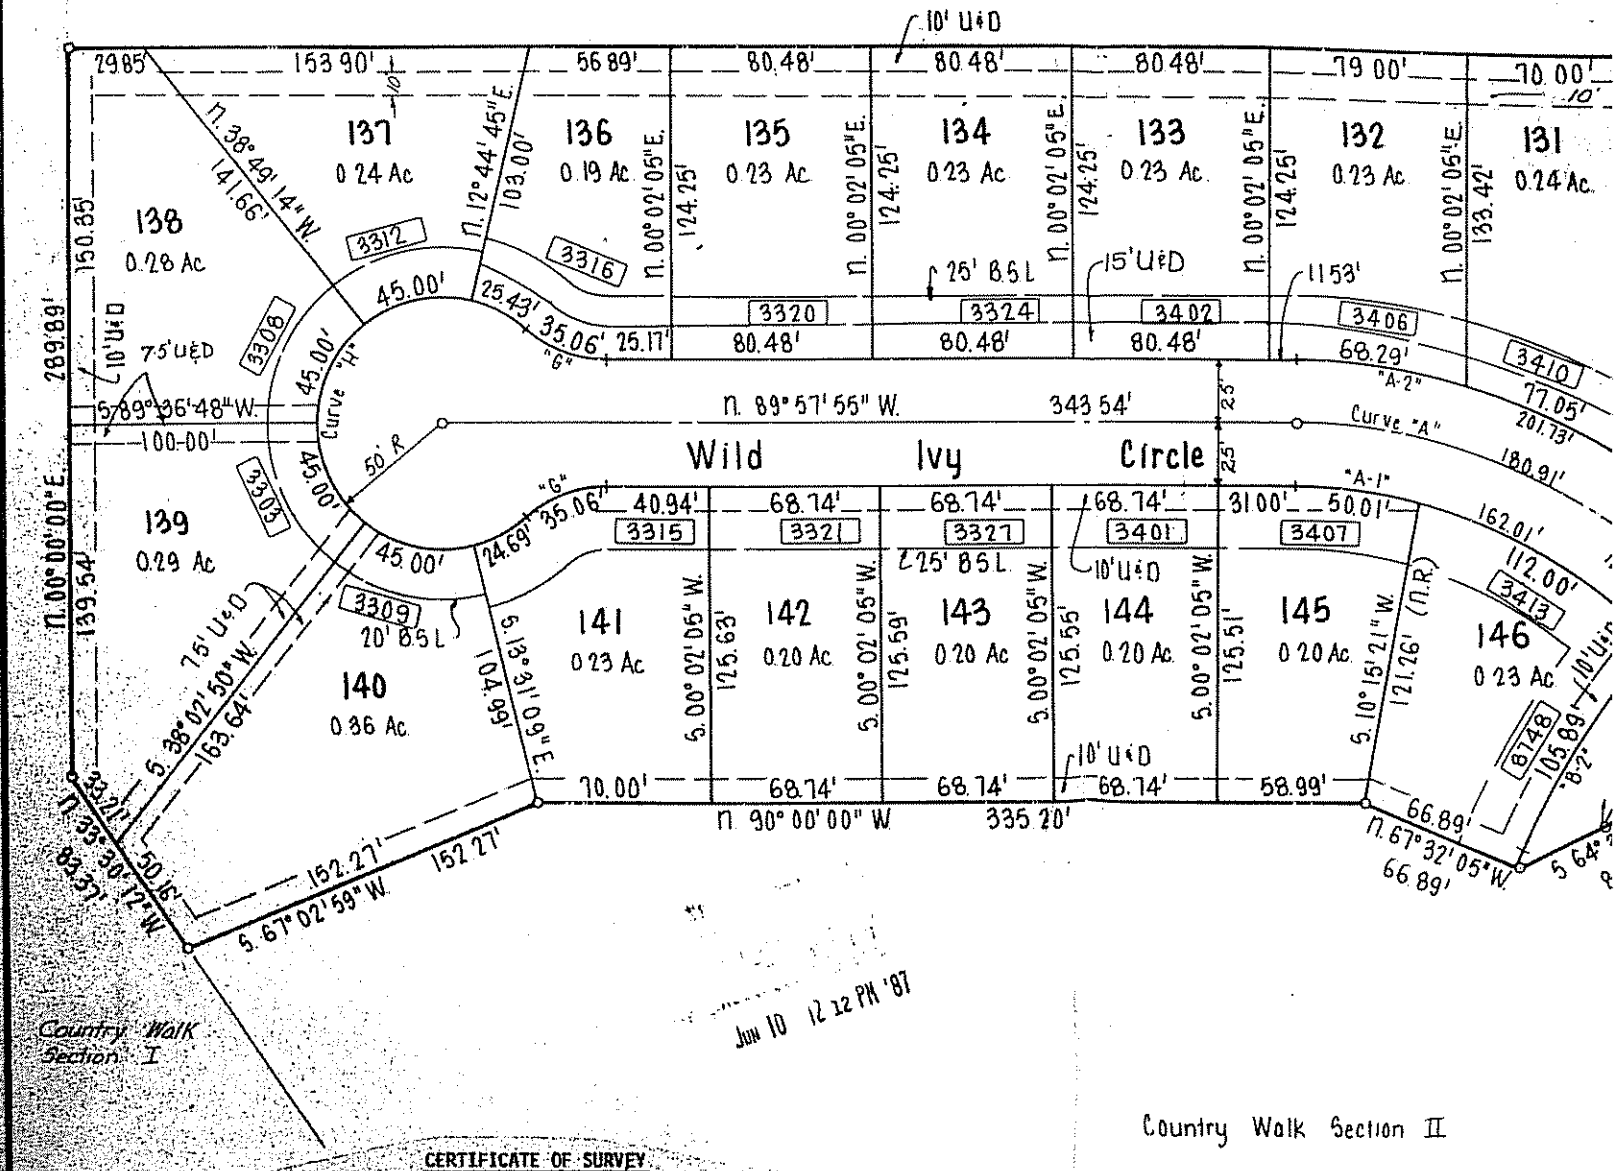 10' U&D
29.85'
153.90'
56.89'
80.48'
80.48'
80.48'
79.00'
70.00'
10'
10'
N. 38° 49' 14" W.
141.66'
137
0.24 Ac
N. 12° 44' 45" E.
103.00'
136
0.19 Ac.
N. 00° 02' 05" E.
124.25'
135
0.23 Ac.
N. 00° 02' 05" E.
124.25'
134
0.23 Ac.
N. 00° 02' 05" E.
124.25'
133
0.23 Ac.
N. 00° 02' 05" E.
124.25'
132
0.23 Ac.
N. 00° 02' 05" E.
133.42'
131
0.24 Ac.
150.35'
138
0.28 Ac
3312
3316
25' B.S.L
15' U&D
11.53'
45.00'
25.43'
35.06'
25.17'
"G"
3320
3324
3402
3406
3410
80.48'
80.48'
80.48'
68.29'
"A-2"
77.05'
201.73'
289.89'
10' U&D
7.5' U&D
3308
45.00'
Curve "H"
S 89° 36' 48" W.
100.00'
N. 89° 57' 55" W.
343.54'
25'
Curve "A"
180.91'
50' R
Wild Ivy Circle
25'
N. 00° 00' 00" E.
139.54'
139
0.29 Ac
3303
45.00'
45.00'
24.69'
35.06'
"G"
40.94'
68.74'
68.74'
68.74'
31.00'
50.01'
"A-1"
162.01'
112.00'
3315
3321
3327
3401
3407
3413
25' B.S.L.
10' U&D
3309
20' B.S.L
7.5' U&D
S. 38° 02' 50" W.
163.64'
140
0.36 Ac.
S. 13° 31' 09" E.
104.99'
141
0.23 Ac
S. 00° 02' 05" W.
125.63'
142
0.20 Ac.
S. 00° 02' 05" W.
125.59'
143
0.20 Ac
S. 00° 02' 05" W.
125.55'
144
0.20 Ac.
S. 00° 02' 05" W.
125.51'
145
0.20 Ac.
S. 10° 15' 21" W.
121.26' (N.R.)
146
0.23 Ac
10' U&D
8748
105.89'
"B-2"
10' U&D
70.00'
68.74'
68.74'
68.74'
58.99'
N 90° 00' 00" W
335.20'
66.89'
N. 67° 32' 05" W.
66.89'
S 64°
33.21'
N 33° 30' 12" W
83.37'
50.16'
152.27'
152.27'
S. 67° 02' 59" W.
Jun 10 12 12 PM '87
Country Walk
Section I
Country Walk Section II
CERTIFICATE OF SURVEY